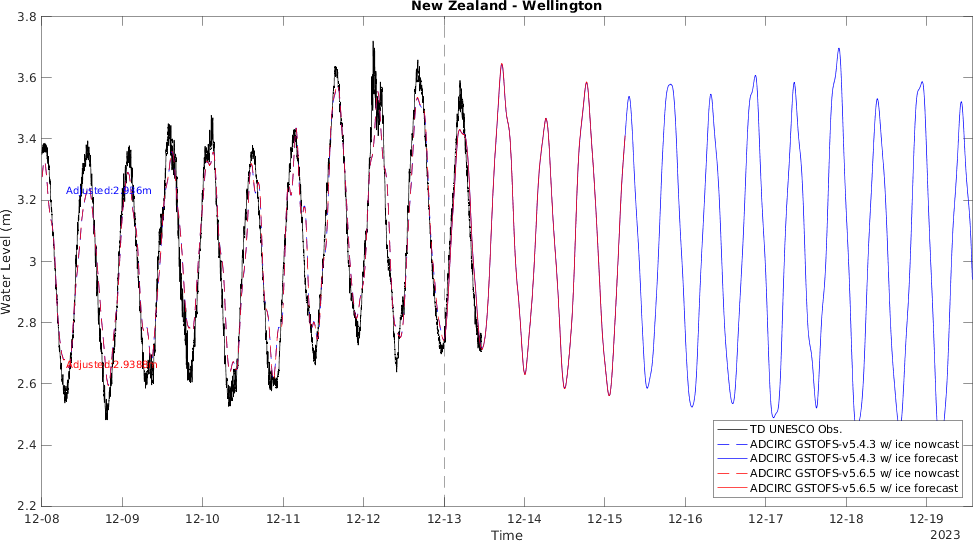 New Zealand - Wellington
3.8
3.6
3.4
3.2
3
2.8
2.6
2.4
2.2
Water Level (m)
Adjusted:2.956m
TD UNESCO Obs.
ADCIRC GSTOFS-v5.4.3 w/ ice nowcast
ADCIRC GSTOFS-v5.4.3 w/ ice forecast
ADCIRC GSTOFS-v5.6.5 w/ ice nowcast
ADCIRC GSTOFS-v5.6.5 w/ ice forecast
12-08 12-09 12-10 12-11 12-12 12-13 12-14 12-15 12-16 12-17 12-18 12-19
Time
2023